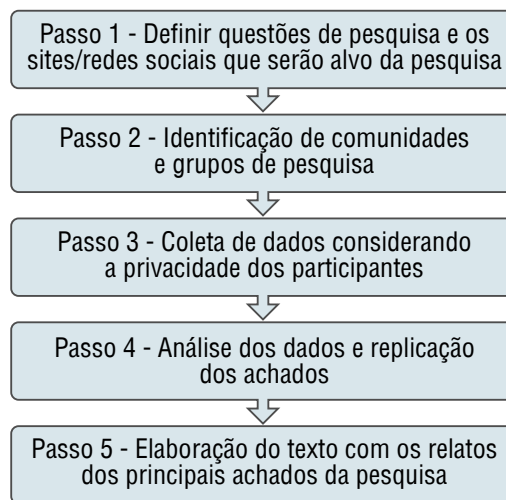 Passo 1 - Definir questões de pesquisa e os
sites/redes sociais que serão alvo da pesquisa
Passo 2 - Identificação de comunidades
e grupos de pesquisa
Passo 3 - Coleta de dados considerando
a privacidade dos participantes
Passo 4 - Análise dos dados e replicação
dos achados
Passo 5 - Elaboração do texto com os relatos
dos principais achados da pesquisa